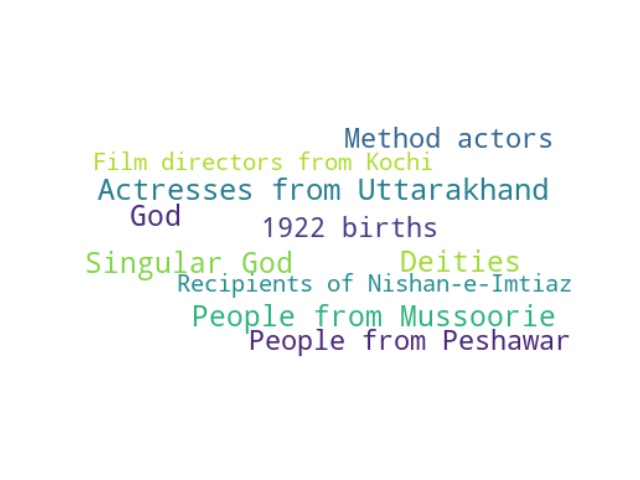 Method actors
Film directors from Kochi
Actresses from Uttarakhand
God
1922 births
Singular God
Deities
Recipients of Nishan-e-Imtiaz
People from Mussoorie
People from Peshawar